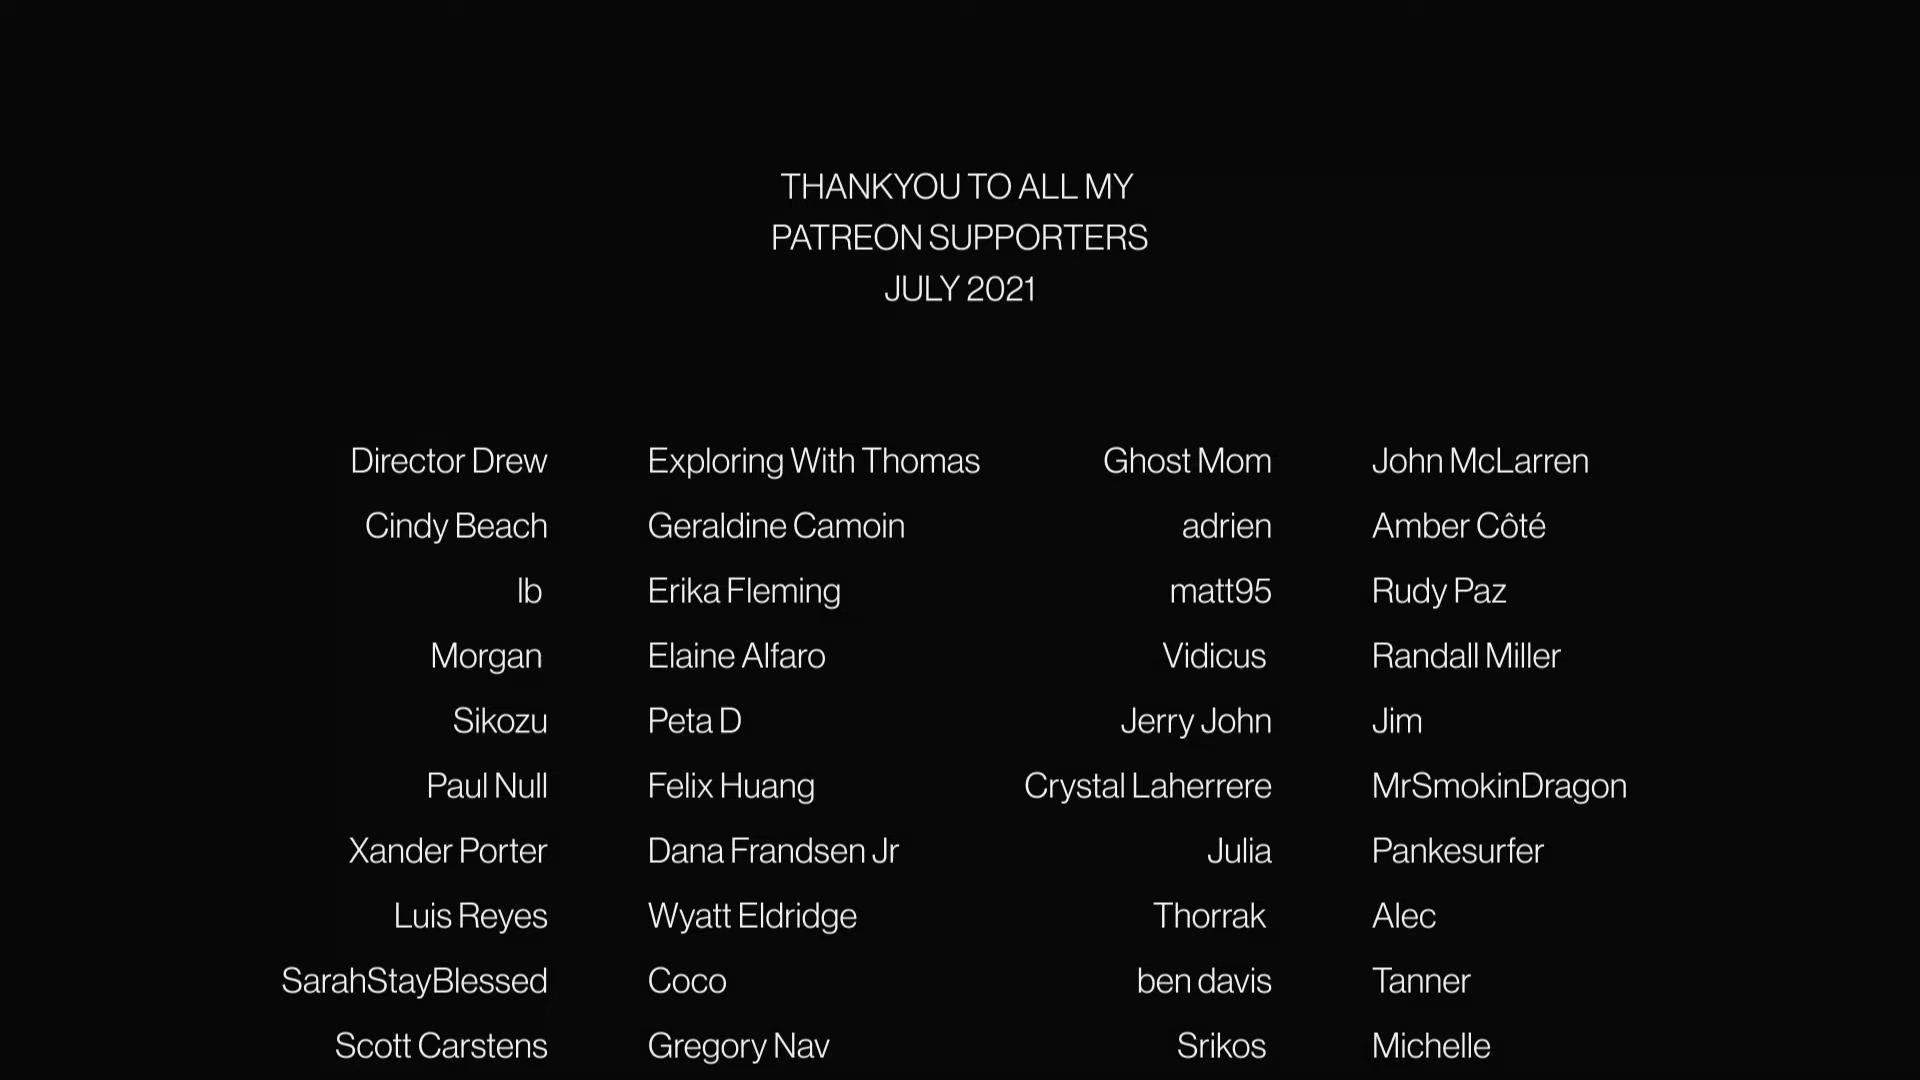 THANKYOU TO ALL MY
PATREON SUPPORTERS
JULY 2021
Director Drew Exploring With Thomas Ghost Mom John McLarren
Cindy Beach Geraldine Camoin adrien Amber Côté
lb Erika Fleming matt95 Rudy Paz
Morgan Elaine Alfaro Vidicus Randall Miller
Sikozu Peta D Jerry John Jim
Paul Null Felix Huang Crystal Laherrere MrSmokinDragon
Xander Porter Dana Frandsen Jr Julia Pankesurfer
Luis Reyes Wyatt Eldridge Thorrak Alec
SarahStayBlessed Coco ben davis Tanner
Scott Carstens Gregory Nav Srikos Michelle